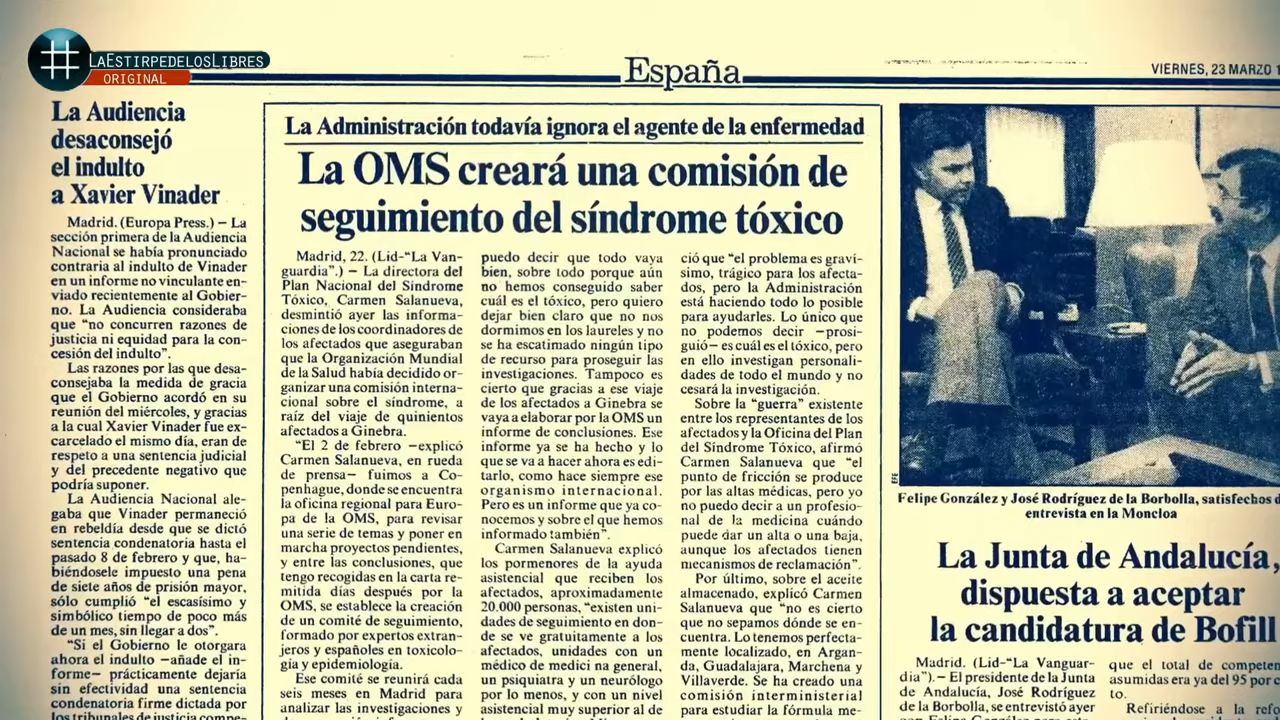 LAESTIRPEDELOSLIBRES
ORIGINAL
España
VIERNES, 23 MARZO
La Audiencia
desaconsejó
el indulto
a Xavier Vinader
Madrid. (Europa Press.) — La
sección primera de la Audiencia
Nacional se había pronunciado
contraria al indulto de Vinader
en un informe no vinculante en-
viado recientemente al Gobier-
no. La Audiencia consideraba
que “no concurren razones de
justicia ni equidad para la con-
cesión del indulto”.
Las razones por las que desa-
consejaba la medida de gracia
que el Gobierno acordó en su
reunión del miércoles, y gracias
a la cual Xavier Vinader fue ex-
carcelado el mismo día, eran de
respeto a una sentencia judicial
y del precedente negativo que
podría suponer.
La Audiencia Nacional ale-
gaba que Vinader permaneció
en rebeldía desde que se dictó
sentencia condenatoria hasta el
pasado 8 de febrero y que, ha-
biéndosele impuesto una pena
de siete años de prisión mayor,
sólo cumplió “el escasísimo y
simbólico tiempo de poco más
de un mes, sin llegar a dos”.
“Si el Gobierno le otorgara
ahora el indulto —añade el in-
forme— prácticamente dejaría
sin efectividad una sentencia
condenatoria firme dictada por
los tribunales de justicia compe-
La Administración todavía ignora el agente de la enfermedad
La OMS creará una comisión de
seguimiento del síndrome tóxico
Madrid, 22. (Lid-“La Van-
guardia”.) — La directora del
Plan Nacional del Síndrome
Tóxico, Carmen Salanueva,
desmintió ayer las informa-
ciones de los coordinadores de
los afectados que aseguraban
que la Organización Mundial
de la Salud había decidido or-
ganizar una comisión interna-
cional sobre el síndrome, a
raíz del viaje de quinientos
afectados a Ginebra.
“El 2 de febrero —explicó
Carmen Salanueva, en rueda
de prensa— fuimos a Co-
penhague, donde se encuentra
la oficina regional para Euro-
pa de la OMS, para revisar
una serie de temas y poner en
marcha proyectos pendientes,
y entre las conclusiones, que
tengo recogidas en la carta re-
mitida días después por la
OMS, se establece la creación
de un comité de seguimiento,
formado por expertos extran-
jeros y españoles en toxicolo-
gía y epidemiología.
Ese comité se reunirá cada
seis meses en Madrid para
analizar las investigaciones y
puedo decir que todo vaya
bien, sobre todo porque aún
no hemos conseguido saber
cuál es el tóxico, pero quiero
dejar bien claro que no nos
dormimos en los laureles y no
se ha escatimado ningún tipo
de recurso para proseguir las
investigaciones. Tampoco es
cierto que gracias a ese viaje
de los afectados a Ginebra se
vaya a elaborar por la OMS un
informe de conclusiones. Ese
informe ya se ha hecho y lo
que se va a hacer ahora es edi-
tarlo, como hace siempre ese
organismo internacional.
Pero es un informe que ya co-
nocemos y sobre el que hemos
informado también”.
Carmen Salanueva explicó
los pormenores de la ayuda
asistencial que reciben los
afectados, aproximadamente
20.000 personas, “existen uni-
dades de seguimiento en don-
de se ve gratuitamente a los
afectados, unidades con un
médico de medici na general,
un psiquiatra y un neurólogo
por lo menos, y con un nivel
asistencial muy superior al de
ció que “el problema es graví-
simo, trágico para los afecta-
dos, pero la Administración
está haciendo todo lo posible
para ayudarles. Lo único que
no podemos decir —prosi-
guió— es cuál es el tóxico, pero
en ello investigan personali-
dades de todo el mundo y no
cesará la investigación.
Sobre la “guerra” existente
entre los representantes de los
afectados y la Oficina del Plan
del Síndrome Tóxico, afirmó
Carmen Salanueva que “el
punto de fricción se produce
por las altas médicas, pero yo
no puedo decir a un profesio-
nal de la medicina cuándo
puede dar un alta o una baja,
aunque los afectados tienen
mecanismos de reclamación”.
Por último, sobre el aceite
almacenado, explicó Carmen
Salanueva que “no es cierto
que no sepamos dónde se en-
cuentra. Lo tenemos perfecta-
mente localizado, en Argan-
da, Guadalajara, Marchena y
Villaverde. Se ha creado una
comisión interministerial
para estudiar la fórmula me-
EFE
Felipe González y José Rodríguez de la Borbolla, satisfechos
entrevista en la Moncloa
La Junta de Andalucía,
dispuesta a aceptar
la candidatura de Bofill
Madrid. (Lid-“La Vanguar-
dia”). — El presidente de la Junta
de Andalucía, José Rodríguez
de la Borbolla, se entrevistó ayer
que el total de competen
asumidas era ya del 95 por c
to.
Refiriéndose a la refo